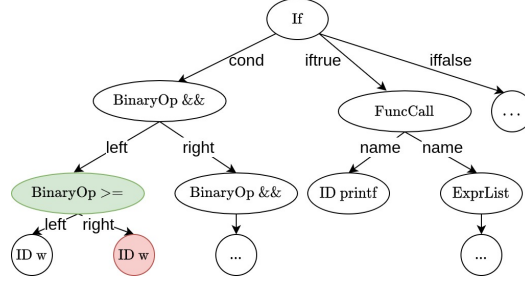 If
cond iftrue iffalse
BinaryOp && FuncCall ...
left right name name
BinaryOp >= BinaryOp && ID printf ExprList
left right
ID w ID w ... ...